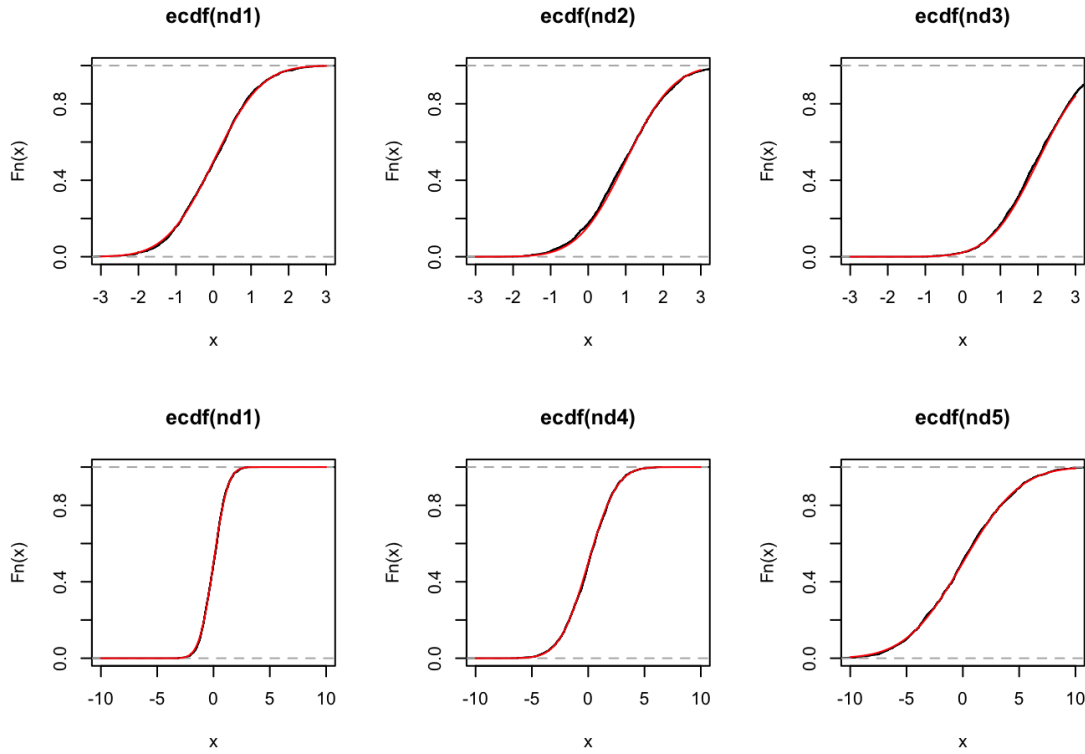 ecdf(nd1)
Fn(x)
0.0 0.4 0.8
-3 -2 -1 0 1 2 3
x
ecdf(nd2)
Fn(x)
0.0 0.4 0.8
-3 -2 -1 0 1 2 3
x
ecdf(nd3)
Fn(x)
0.0 0.4 0.8
-3 -2 -1 0 1 2 3
x
ecdf(nd1)
Fn(x)
0.0 0.4 0.8
-10 -5 0 5 10
x
ecdf(nd4)
Fn(x)
0.0 0.4 0.8
-10 -5 0 5 10
x
ecdf(nd5)
Fn(x)
0.0 0.4 0.8
-10 -5 0 5 10
x